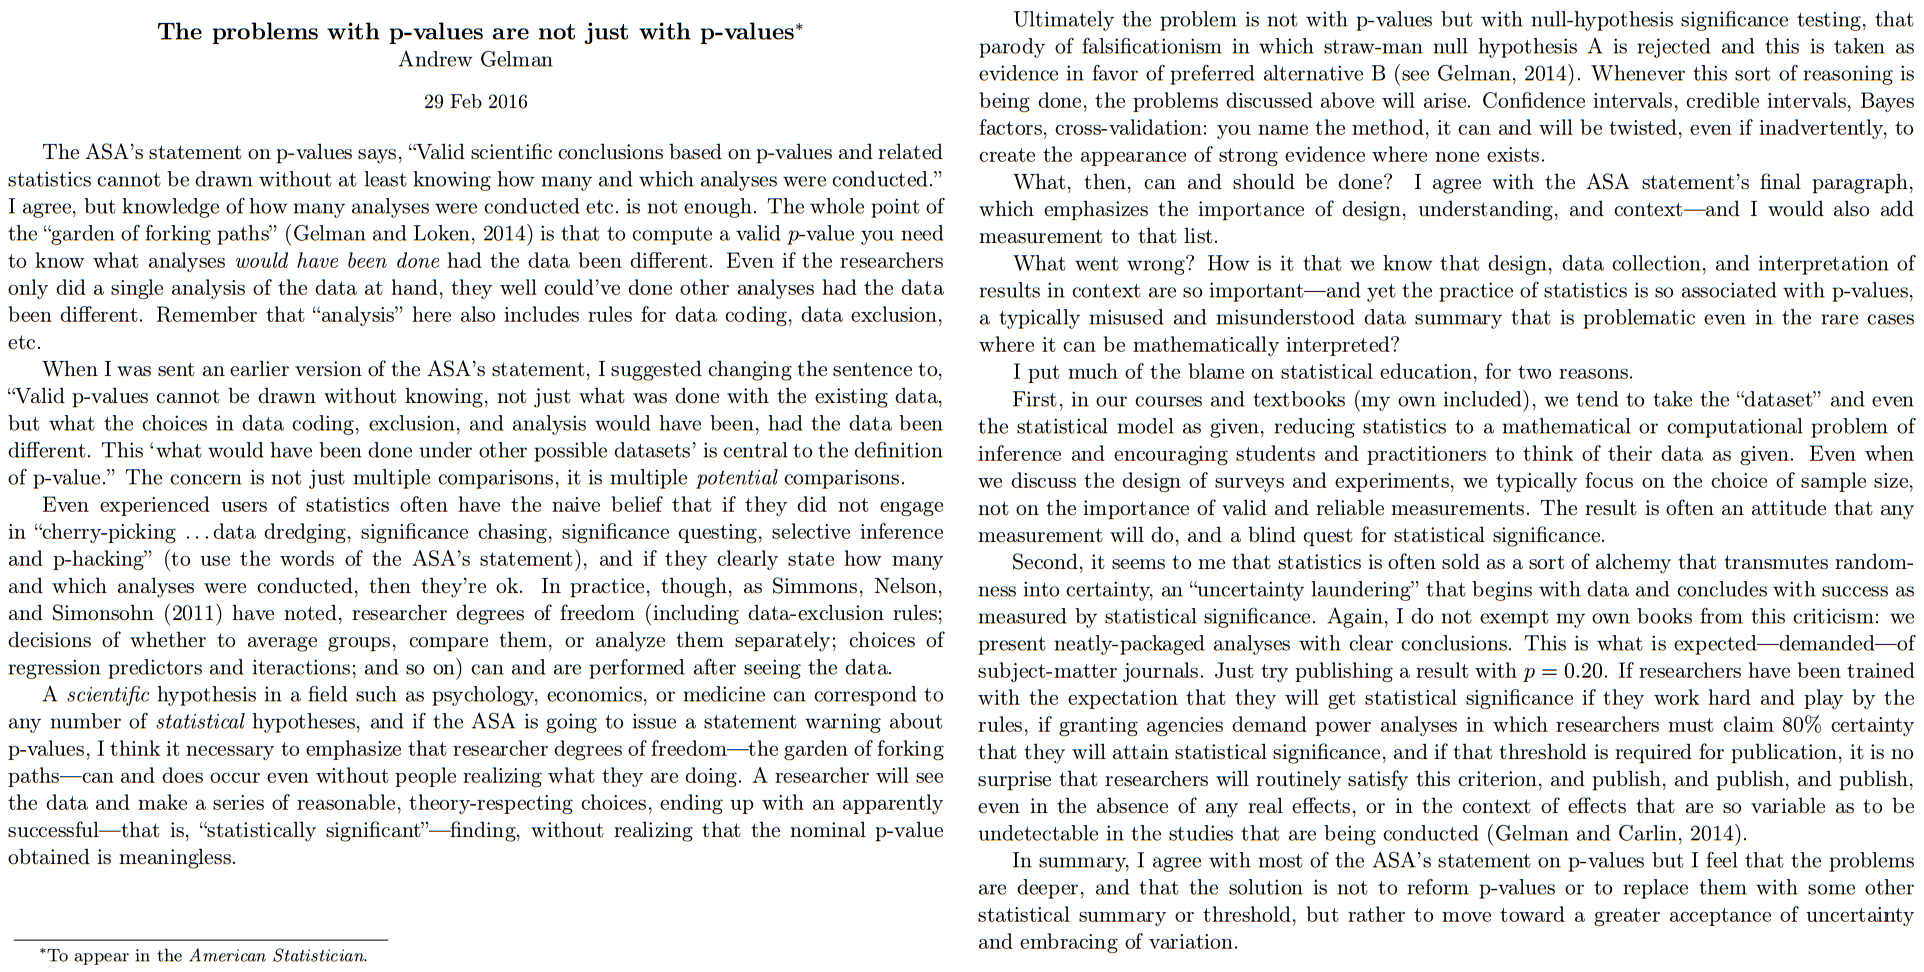 The problems with p-values are not just with p-values*
Andrew Gelman
29 Feb 2016
The ASA's statement on p-values says, “Valid scientific conclusions based on p-values and related
statistics cannot be drawn without at least knowing how many and which analyses were conducted.”
I agree, but knowledge of how many analyses were conducted etc. is not enough. The whole point of
the “garden of forking paths” (Gelman and Loken, 2014) is that to compute a valid p-value you need
to know what analyses would have been done had the data been different. Even if the researchers
only did a single analysis of the data at hand, they well could've done other analyses had the data
been different. Remember that “analysis” here also includes rules for data coding, data exclusion,
etc.
When I was sent an earlier version of the ASA's statement, I suggested changing the sentence to,
“Valid p-values cannot be drawn without knowing, not just what was done with the existing data,
but what the choices in data coding, exclusion, and analysis would have been, had the data been
different. This ‘what would have been done under other possible datasets’ is central to the definition
of p-value.” The concern is not just multiple comparisons, it is multiple potential comparisons.
Even experienced users of statistics often have the naive belief that if they did not engage
in “cherry-picking ...data dredging, significance chasing, significance questing, selective inference
and p-hacking” (to use the words of the ASA's statement), and if they clearly state how many
and which analyses were conducted, then they're ok. In practice, though, as Simmons, Nelson,
and Simonsohn (2011) have noted, researcher degrees of freedom (including data-exclusion rules;
decisions of whether to average groups, compare them, or analyze them separately; choices of
regression predictors and iteractions; and so on) can and are performed after seeing the data.
A scientific hypothesis in a field such as psychology, economics, or medicine can correspond to
any number of statistical hypotheses, and if the ASA is going to issue a statement warning about
p-values, I think it necessary to emphasize that researcher degrees of freedom—the garden of forking
paths—can and does occur even without people realizing what they are doing. A researcher will see
the data and make a series of reasonable, theory-respecting choices, ending up with an apparently
successful—that is, “statistically significant”—finding, without realizing that the nominal p-value
obtained is meaningless.
*To appear in the American Statistician.
Ultimately the problem is not with p-values but with null-hypothesis significance testing, that
parody of falsificationism in which straw-man null hypothesis A is rejected and this is taken as
evidence in favor of preferred alternative B (see Gelman, 2014). Whenever this sort of reasoning is
being done, the problems discussed above will arise. Confidence intervals, credible intervals, Bayes
factors, cross-validation: you name the method, it can and will be twisted, even if inadvertently, to
create the appearance of strong evidence where none exists.
What, then, can and should be done? I agree with the ASA statement's final paragraph,
which emphasizes the importance of design, understanding, and context—and I would also add
measurement to that list.
What went wrong? How is it that we know that design, data collection, and interpretation of
results in context are so important—and yet the practice of statistics is so associated with p-values,
a typically misused and misunderstood data summary that is problematic even in the rare cases
where it can be mathematically interpreted?
I put much of the blame on statistical education, for two reasons.
First, in our courses and textbooks (my own included), we tend to take the “dataset” and even
the statistical model as given, reducing statistics to a mathematical or computational problem of
inference and encouraging students and practitioners to think of their data as given. Even when
we discuss the design of surveys and experiments, we typically focus on the choice of sample size,
not on the importance of valid and reliable measurements. The result is often an attitude that any
measurement will do, and a blind quest for statistical significance.
Second, it seems to me that statistics is often sold as a sort of alchemy that transmutes random-
ness into certainty, an “uncertainty laundering” that begins with data and concludes with success as
measured by statistical significance. Again, I do not exempt my own books from this criticism: we
present neatly-packaged analyses with clear conclusions. This is what is expected—demanded—of
subject-matter journals. Just try publishing a result with p = 0.20. If researchers have been trained
with the expectation that they will get statistical significance if they work hard and play by the
rules, if granting agencies demand power analyses in which researchers must claim 80% certainty
that they will attain statistical significance, and if that threshold is required for publication, it is no
surprise that researchers will routinely satisfy this criterion, and publish, and publish, and publish,
even in the absence of any real effects, or in the context of effects that are so variable as to be
undetectable in the studies that are being conducted (Gelman and Carlin, 2014).
In summary, I agree with most of the ASA's statement on p-values but I feel that the problems
are deeper, and that the solution is not to reform p-values or to replace them with some other
statistical summary or threshold, but rather to move toward a greater acceptance of uncertainty
and embracing of variation.